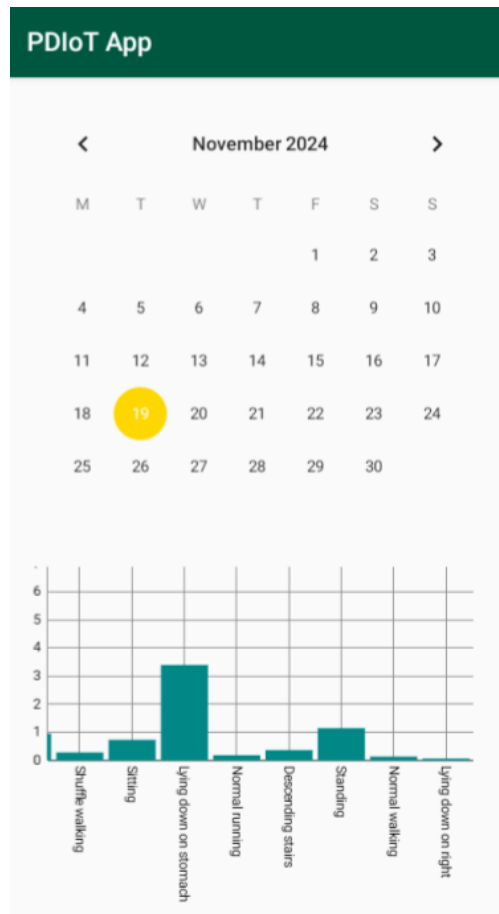 PDIoT App
November 2024
M T W T F S S
1 2 3
4 5 6 7 8 9 10
11 12 13 14 15 16 17
18 19 20 21 22 23 24
25 26 27 28 29 30
6
5
4
3
2
1
0
Shuffle walking
Sitting
Lying down on stomach
Normal running
Descending stairs
Standing
Normal walking
Lying down on right